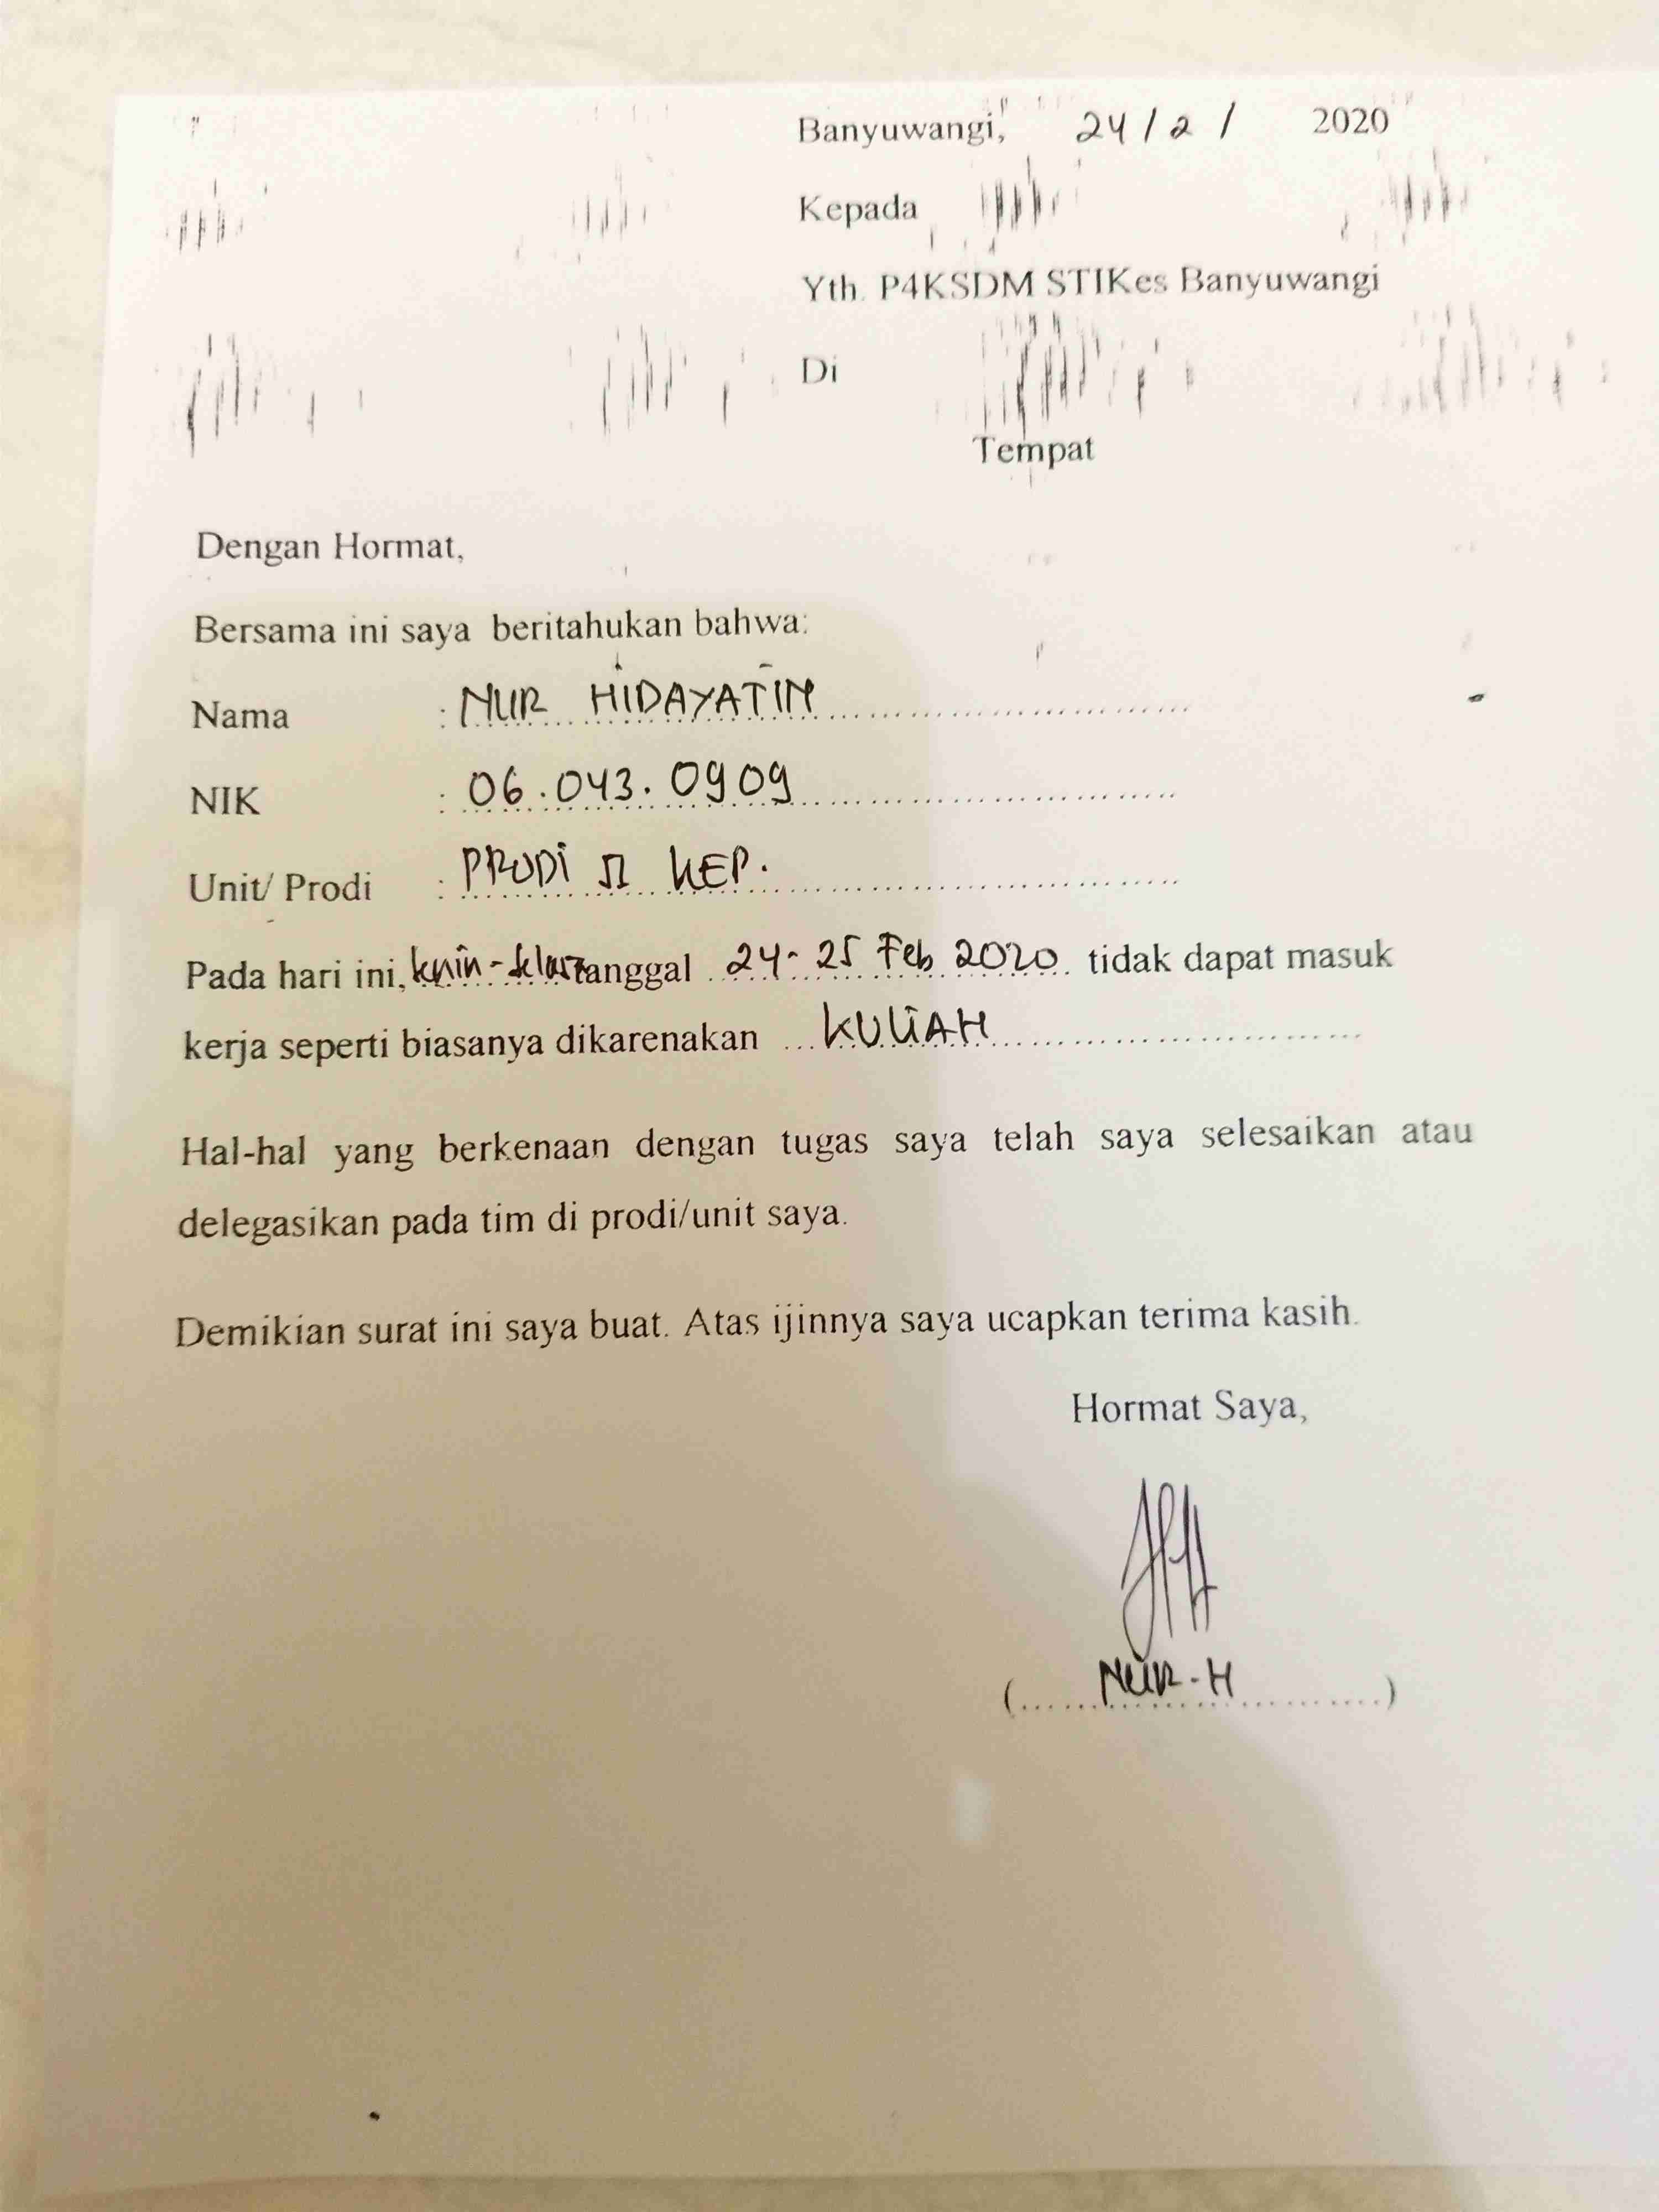 Banyuwangi, 24 / 2 / 2020
Kepada
Yth. P4KSDM STIKes Banyuwangi
Di
Tempat
Dengan Hormat,
Bersama ini saya beritahukan bahwa:
Nama : NUR HIDAYATIN
NIK : 06.043.0909
Unit/ Prodi : PRODI KEP.
Pada hari ini, tanggal 24-25 Feb 2020 tidak dapat masuk
kerja seperti biasanya dikarenakan KULIAH
Hal-hal yang berkenaan dengan tugas saya telah saya selesaikan atau
delegasikan pada tim di prodi/unit saya.
Demikian surat ini saya buat. Atas ijinnya saya ucapkan terima kasih.
Hormat Saya,
(NUR-H)